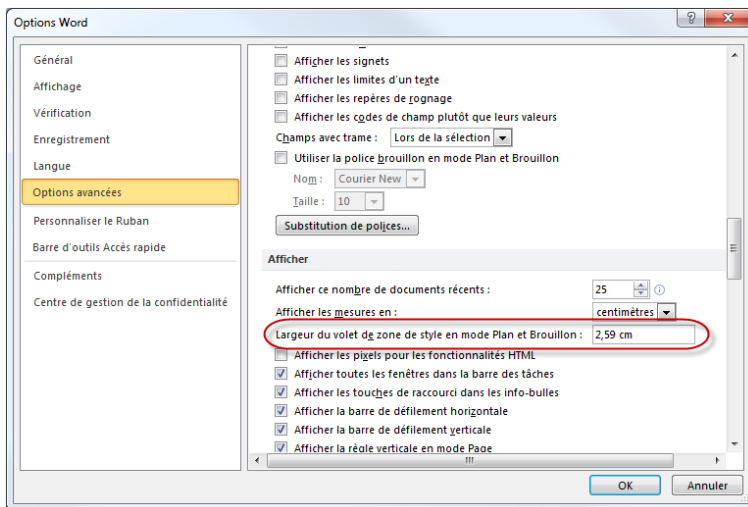 Options Word
Général
Affichage
Vérification
Enregistrement
Langue
Options avancées
Personnaliser le Ruban
Barre d'outils Accès rapide
Compléments
Centre de gestion de la confidentialité
Afficher les signets
Afficher les limites d'un texte
Afficher les repères de rognage
Afficher les codes de champ plutôt que leurs valeurs
Champs avec trame : Lors de la sélection
Utiliser la police brouillon en mode Plan et Brouillon
Nom : Courier New
Taille : 10
Substitution de polices...
Afficher
Afficher ce nombre de documents récents : 25
Afficher les mesures en : centimètres
Largeur du volet de zone de style en mode Plan et Brouillon : 2,59 cm
Afficher les pixels pour les fonctionnalités HTML
Afficher toutes les fenêtres dans la barre des tâches
Afficher les touches de raccourci dans les info-bulles
Afficher la barre de défilement horizontale
Afficher la barre de défilement verticale
Afficher la règle verticale en mode Page
OK Annuler